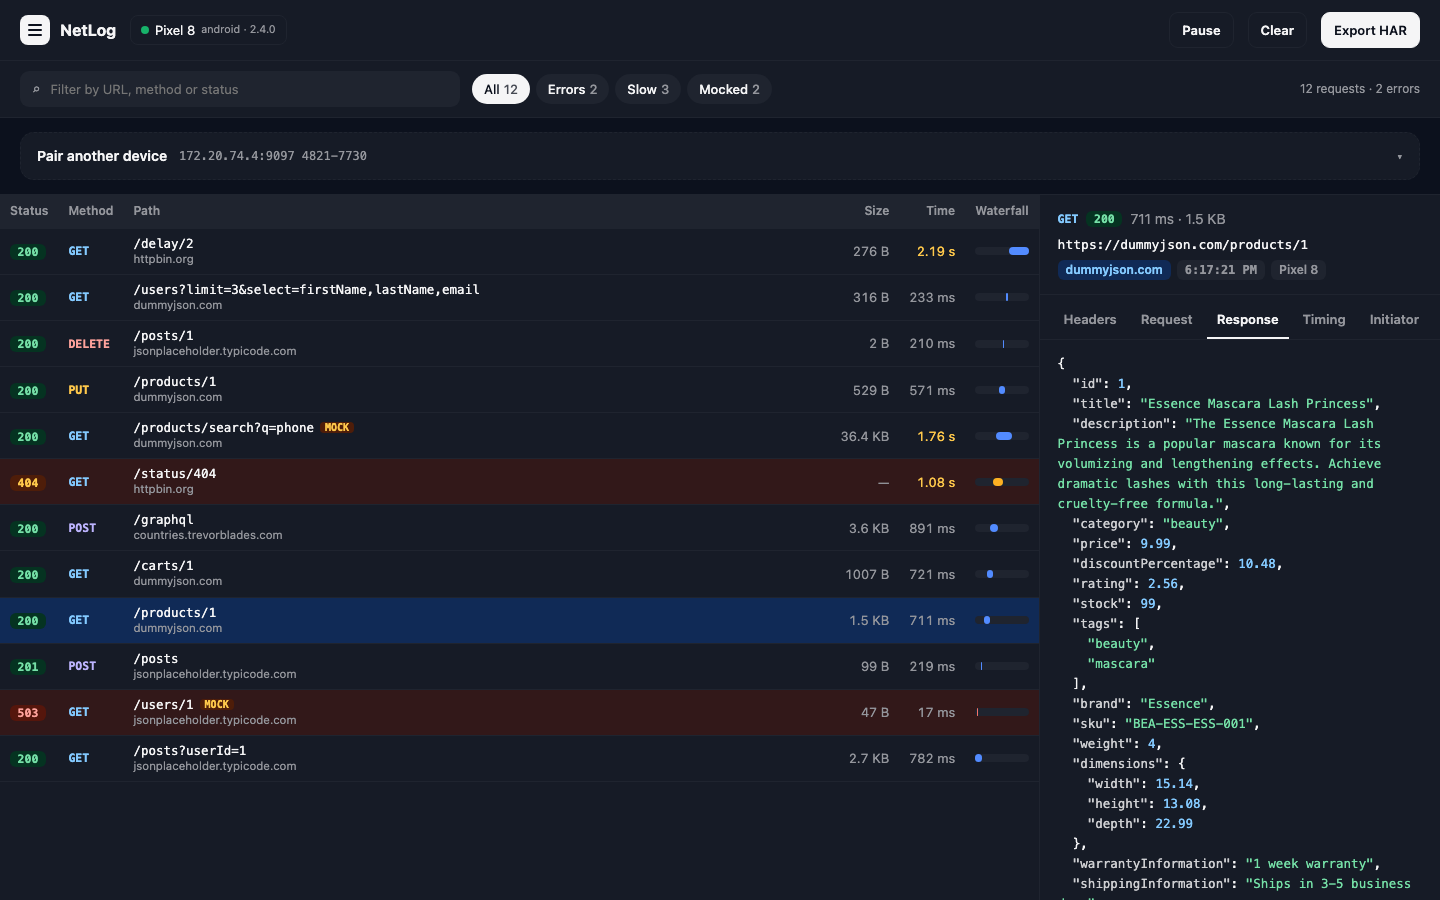 NetLog
Pixel 8 android · 2.4.0
Pause
Clear
Export HAR
Filter by URL, method or status
All 12
Errors 2
Slow 3
Mocked 2
12 requests · 2 errors
Pair another device 172.20.74.4:9097 4821-7730
Status Method Path Size Time Waterfall
200 GET /delay/2 276 B 2.19 s
httpbin.org
200 GET /users?limit=3&select=firstName,lastName,email 316 B 233 ms
dummyjson.com
200 DELETE /posts/1 2 B 210 ms
jsonplaceholder.typicode.com
200 PUT /products/1 529 B 571 ms
dummyjson.com
200 GET /products/search?q=phone MOCK 36.4 KB 1.76 s
dummyjson.com
404 GET /status/404 — 1.08 s
httpbin.org
200 POST /graphql 3.6 KB 891 ms
countries.trevorblades.com
200 GET /carts/1 1007 B 721 ms
dummyjson.com
200 GET /products/1 1.5 KB 711 ms
dummyjson.com
201 POST /posts 99 B 219 ms
jsonplaceholder.typicode.com
503 GET /users/1 MOCK 47 B 17 ms
jsonplaceholder.typicode.com
200 GET /posts?userId=1 2.7 KB 782 ms
jsonplaceholder.typicode.com
GET 200 711 ms · 1.5 KB
https://dummyjson.com/products/1
dummyjson.com 6:17:21 PM Pixel 8
Headers Request Response Timing Initiator
{
"id": 1,
"title": "Essence Mascara Lash Princess",
"description": "The Essence Mascara Lash
Princess is a popular mascara known for its
volumizing and lengthening effects. Achieve
dramatic lashes with this long-lasting and
cruelty-free formula.",
"category": "beauty",
"price": 9.99,
"discountPercentage": 10.48,
"rating": 2.56,
"stock": 99,
"tags": [
"beauty",
"mascara"
],
"brand": "Essence",
"sku": "BEA-ESS-ESS-001",
"weight": 4,
"dimensions": {
"width": 15.14,
"height": 13.08,
"depth": 22.99
},
"warrantyInformation": "1 week warranty",
"shippingInformation": "Ships in 3-5 business